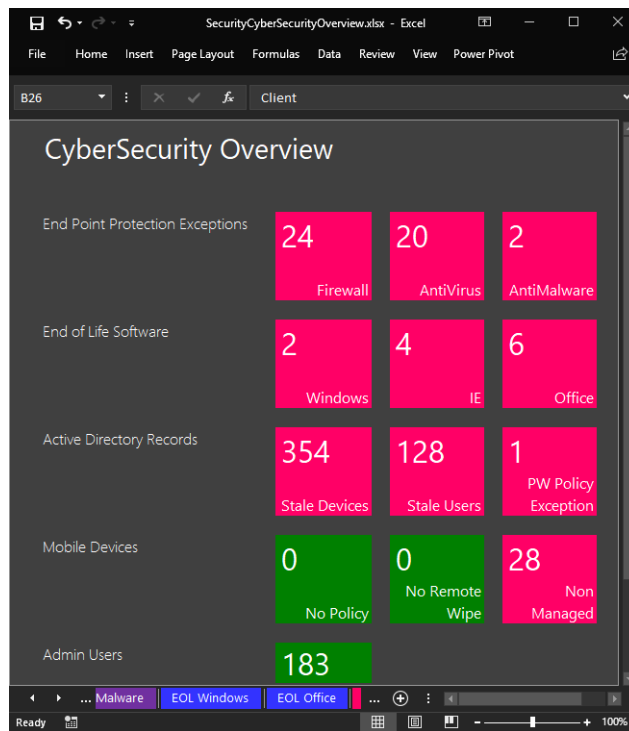 SecurityCyberSecurityOverview.xlsx - Excel
File Home Insert Page Layout Formulas Data Review View Power Pivot
B26 fx Client
CyberSecurity Overview
End Point Protection Exceptions
24
Firewall
20
AntiVirus
2
AntiMalware
End of Life Software
2
Windows
4
IE
6
Office
Active Directory Records
354
Stale Devices
128
Stale Users
1
PW Policy
Exception
Mobile Devices
0
No Policy
0
No Remote
Wipe
28
Non
Managed
Admin Users
183
... Malware EOL Windows EOL Office ...
Ready 100%